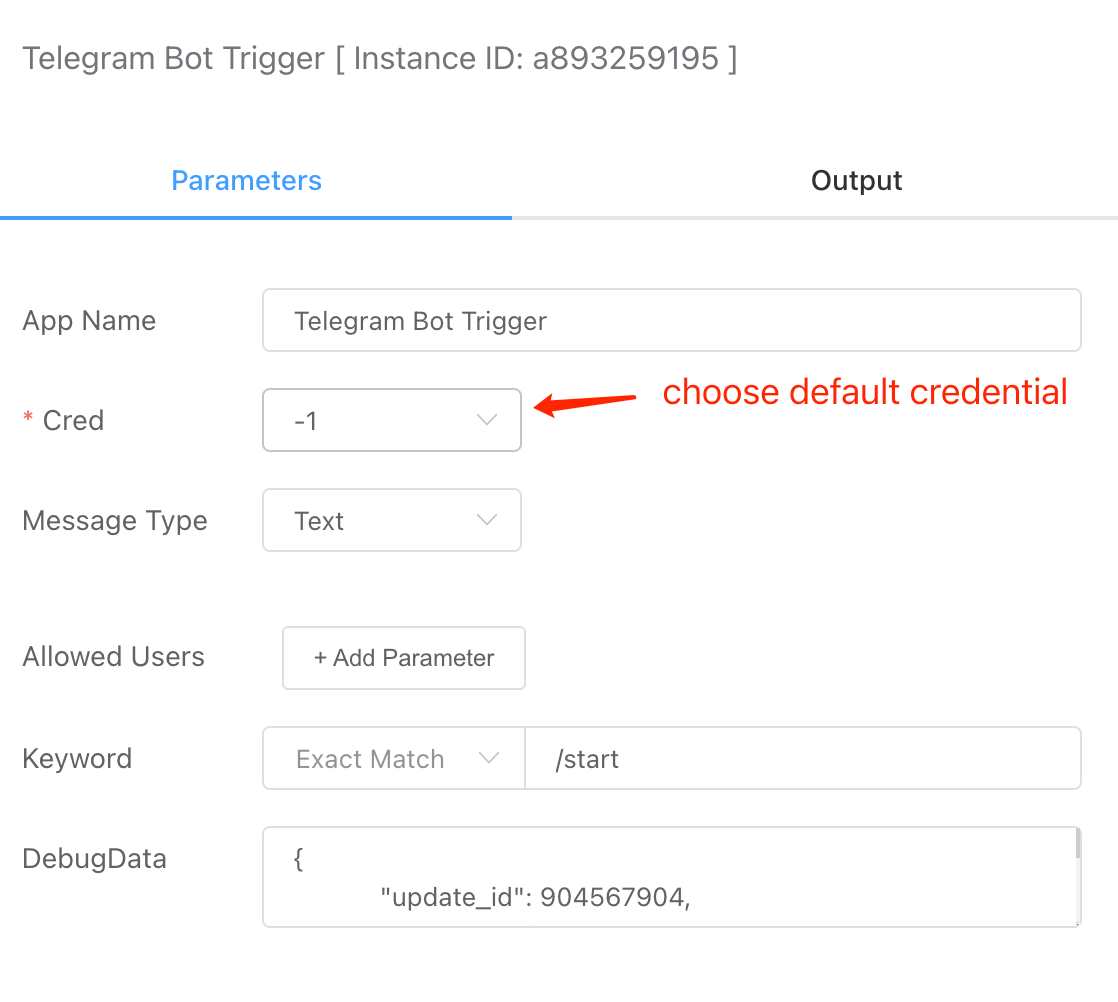 Telegram Bot Trigger [ Instance ID: a893259195 ]
Parameters Output
App Name Telegram Bot Trigger
choose default credential
* Cred -1
Message Type Text
Allowed Users + Add Parameter
Keyword Exact Match /start
DebugData {
"update_id": 904567904,